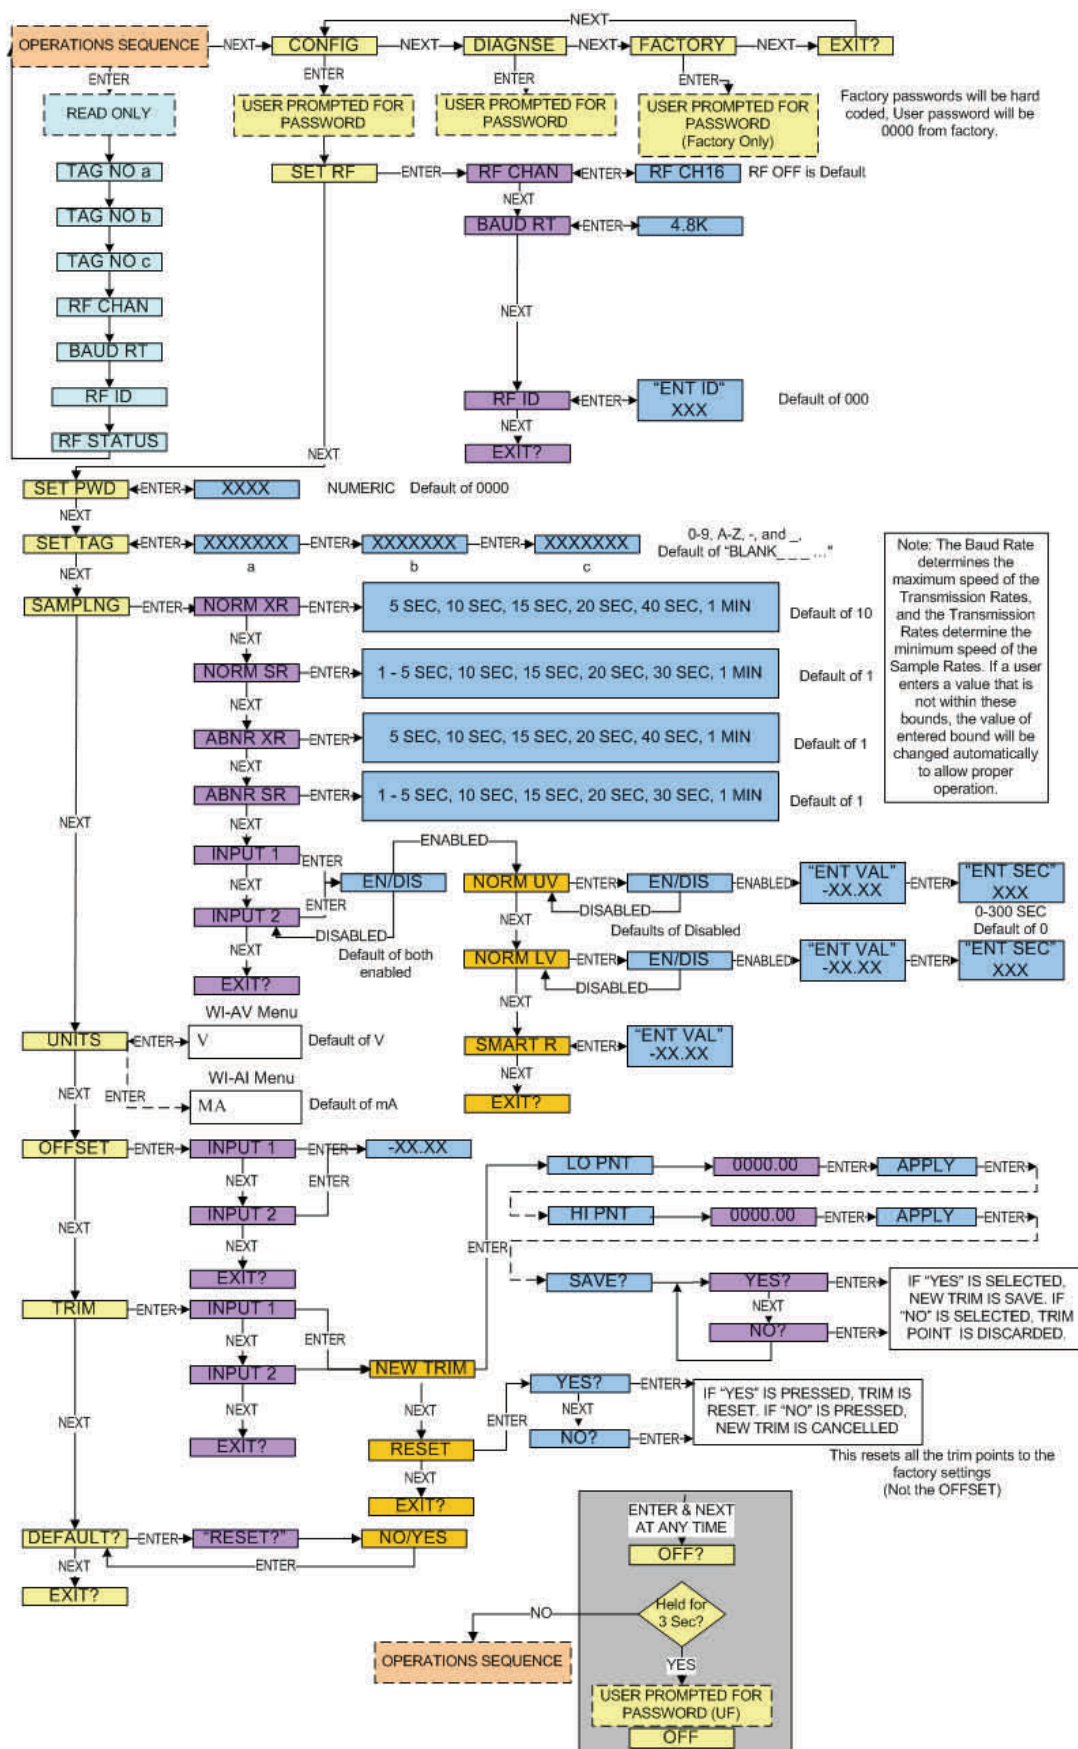 NEXT
OPERATIONS SEQUENCE
NEXT
CONFIG
NEXT
DIAGNSE
NEXT
FACTORY
NEXT
EXIT?
ENTER
ENTER
ENTER
ENTER
READ ONLY
USER PROMPTED FOR
PASSWORD
USER PROMPTED FOR
PASSWORD
USER PROMPTED FOR
PASSWORD
(Factory Only)
Factory passwords will be hard
coded, User password will be
0000 from factory.
TAG NO a
TAG NO b
TAG NO c
RF CHAN
BAUD RT
RF ID
RF STATUS
SET RF
ENTER
RF CHAN
ENTER
RF CH16
RF OFF is Default
NEXT
BAUD RT
ENTER
4.8K
NEXT
RF ID
ENTER
"ENT ID"
XXX
Default of 000
NEXT
EXIT?
NEXT
SET PWD
ENTER
XXXX
NUMERIC Default of 0000
NEXT
SET TAG
ENTER
XXXXXXX
ENTER
XXXXXXX
ENTER
XXXXXXX
a
b
c
0-9, A-Z, -, and _,
Default of "BLANK_ _ _ ..."
NEXT
SAMPLNG
ENTER
NORM XR
ENTER
5 SEC, 10 SEC, 15 SEC, 20 SEC, 40 SEC, 1 MIN
Default of 10
NEXT
NORM SR
ENTER
1 - 5 SEC, 10 SEC, 15 SEC, 20 SEC, 30 SEC, 1 MIN
Default of 1
NEXT
ABNR XR
ENTER
5 SEC, 10 SEC, 15 SEC, 20 SEC, 40 SEC, 1 MIN
Default of 1
NEXT
ABNR SR
ENTER
1 - 5 SEC, 10 SEC, 15 SEC, 20 SEC, 30 SEC, 1 MIN
Default of 1
Note: The Baud Rate
determines the
maximum speed of the
Transmission Rates,
and the Transmission
Rates determine the
minimum speed of the
Sample Rates. If a user
enters a value that is
not within these
bounds, the value of
entered bound will be
changed automatically
to allow proper
operation.
NEXT
NEXT
INPUT 1
ENTER
NEXT
INPUT 2
ENTER
EN/DIS
ENABLED
DISABLED
Default of both
enabled
NEXT
EXIT?
NORM UV
ENTER
EN/DIS
ENABLED
"ENT VAL"
-XX.XX
ENTER
"ENT SEC"
XXX
DISABLED
NEXT
Defaults of Disabled
0-300 SEC
Default of 0
NORM LV
ENTER
EN/DIS
ENABLED
"ENT VAL"
-XX.XX
ENTER
"ENT SEC"
XXX
DISABLED
NEXT
SMART R
ENTER
"ENT VAL"
-XX.XX
NEXT
EXIT?
WI-AV Menu
UNITS
ENTER
V
Default of V
WI-AI Menu
NEXT
ENTER
MA
Default of mA
OFFSET
ENTER
INPUT 1
ENTER
-XX.XX
NEXT
ENTER
INPUT 2
NEXT
EXIT?
NEXT
LO PNT
0000.00
ENTER
APPLY
ENTER
HI PNT
0000.00
ENTER
APPLY
ENTER
ENTER
SAVE?
YES?
ENTER
NEXT
NO?
ENTER
IF "YES" IS SELECTED,
NEW TRIM IS SAVE. IF
"NO" IS SELECTED, TRIM
POINT IS DISCARDED.
TRIM
ENTER
INPUT 1
NEXT
ENTER
INPUT 2
NEXT
EXIT?
NEW TRIM
NEXT
RESET
ENTER
YES?
ENTER
NEXT
NO?
ENTER
IF "YES" IS PRESSED, TRIM IS
RESET. IF "NO" IS PRESSED,
NEW TRIM IS CANCELLED
This resets all the trim points to the
factory settings
(Not the OFFSET)
NEXT
EXIT?
NEXT
DEFAULT?
ENTER
"RESET?"
NO/YES
ENTER
NEXT
EXIT?
ENTER & NEXT
AT ANY TIME
OFF?
Held for
3 Sec?
NO
OPERATIONS SEQUENCE
YES
USER PROMPTED FOR
PASSWORD (UF)
OFF